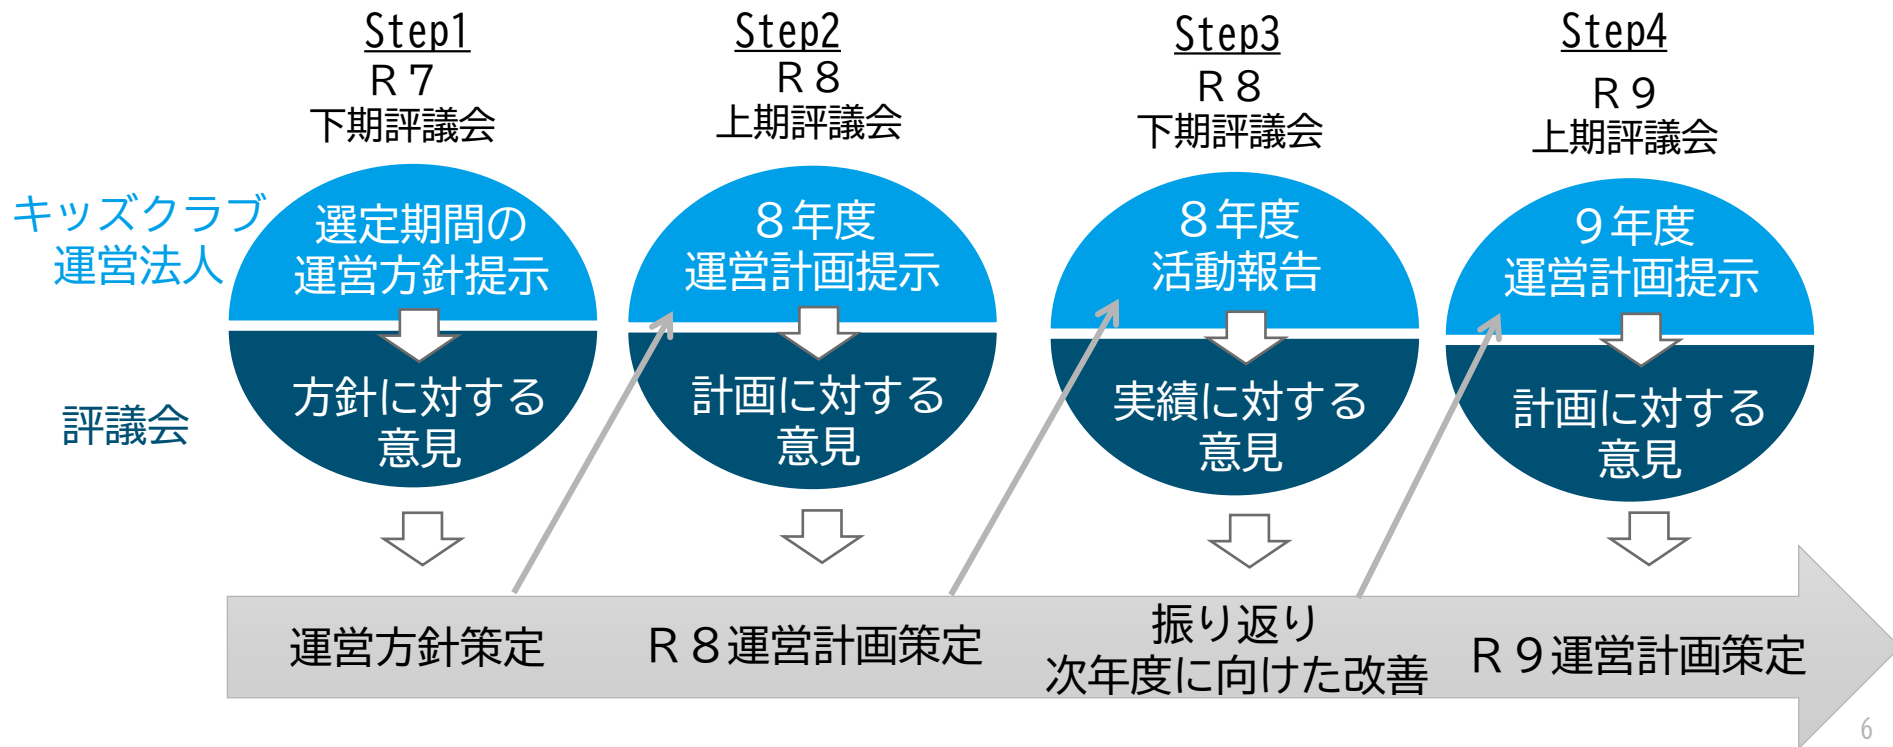 Step1
Ｒ７
下期評議会
Step2
Ｒ８
上期評議会
Step3
Ｒ８
下期評議会
Step4
Ｒ９
上期評議会
キッズクラブ
運営法人
選定期間の
運営方針提示
８年度
運営計画提示
８年度
活動報告
９年度
運営計画提示
評議会
方針に対する
意見
計画に対する
意見
実績に対する
意見
計画に対する
意見
運営方針策定
Ｒ８運営計画策定
振り返り
次年度に向けた改善
Ｒ９運営計画策定
6